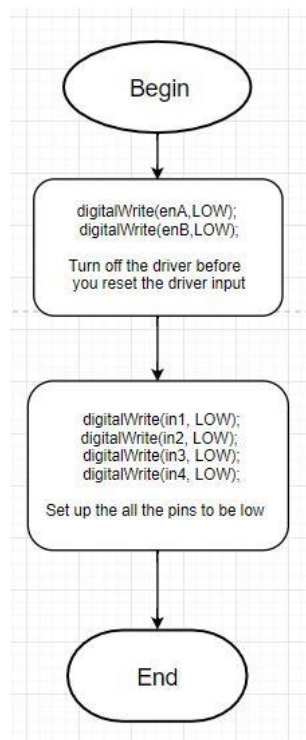 Begin
digitalWrite(enA,LOW);
digitalWrite(enB,LOW);
Turn off the driver before
you reset the driver input
digitalWrite(in1, LOW);
digitalWrite(in2, LOW);
digitalWrite(in3, LOW);
digitalWrite(in4, LOW);
Set up the all the pins to be low
End